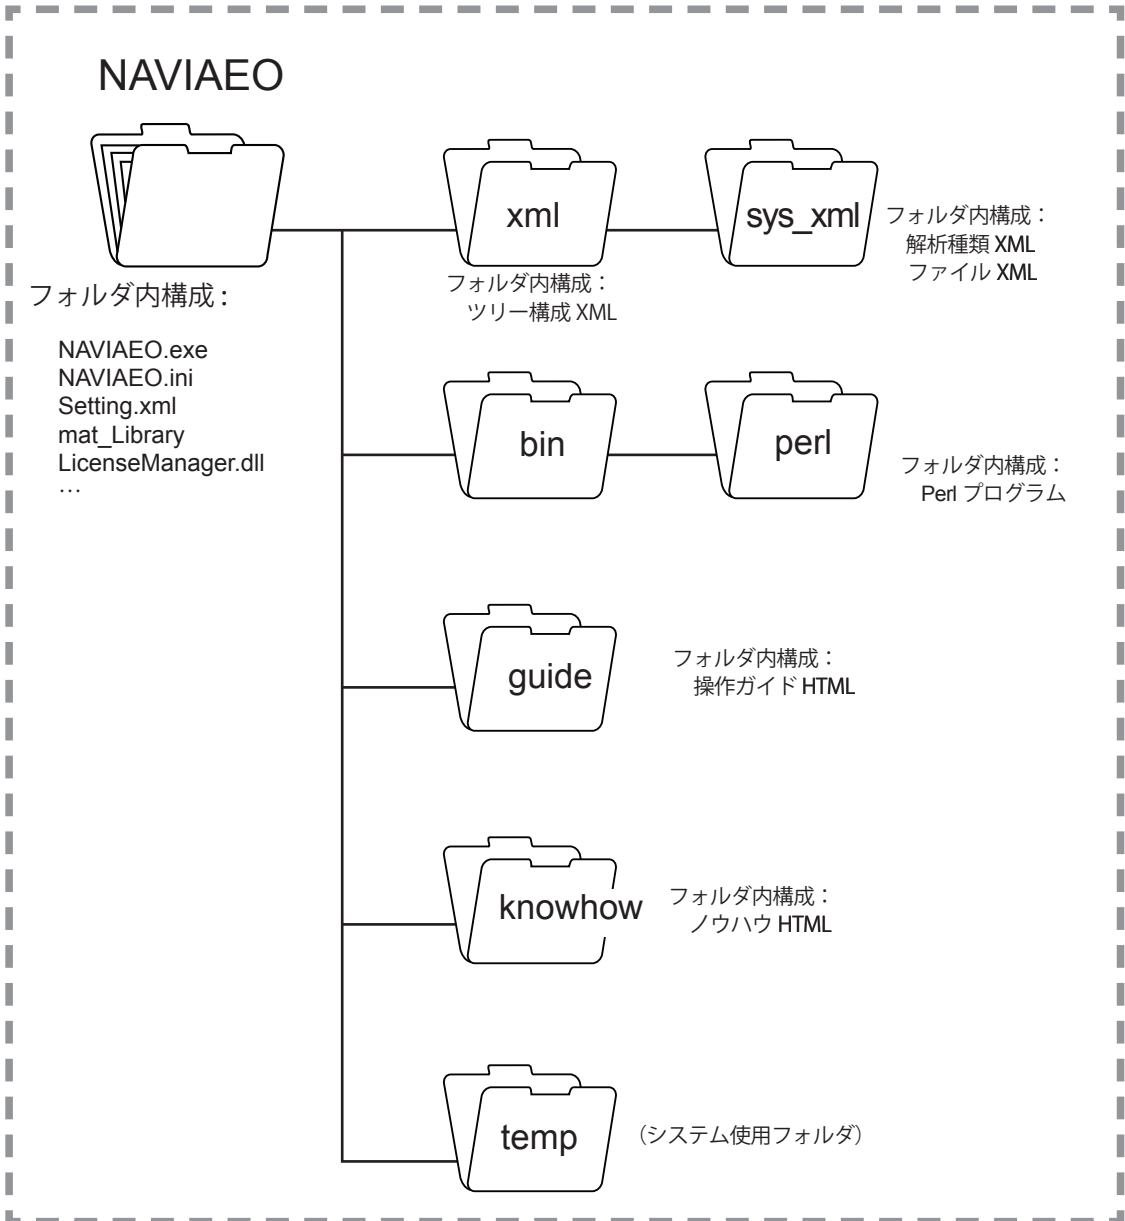 NAVIAEO
フォルダ内構成 :
NAVIAEO.exe
NAVIAEO.ini
Setting.xml
mat_Library
LicenseManager.dll
…
xml
フォルダ内構成：
ツリー構成 XML
sys_xml
フォルダ内構成：
解析種類 XML
ファイル XML
bin
perl
フォルダ内構成：
Perl プログラム
guide
フォルダ内構成：
操作ガイド HTML
knowhow
フォルダ内構成：
ノウハウ HTML
temp
（システム使用フォルダ）